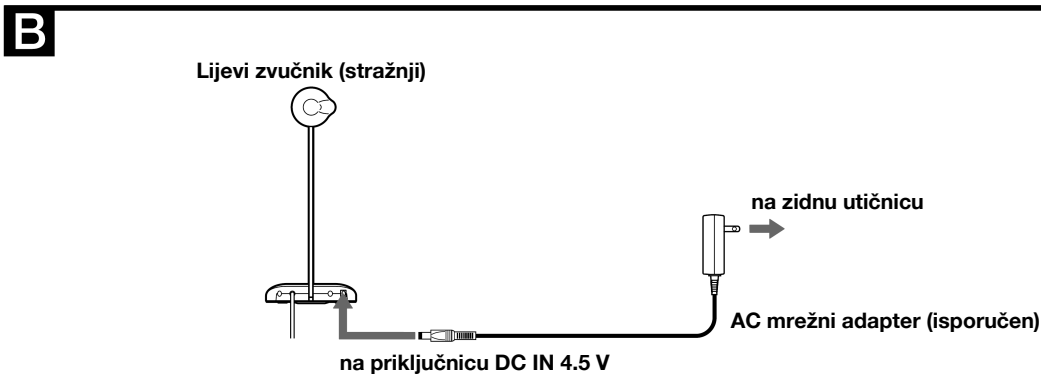 B
Lijevi zvučnik (stražnji)
na zidnu utičnicu
AC mrežni adapter (isporučen)
na priključnicu DC IN 4.5 V